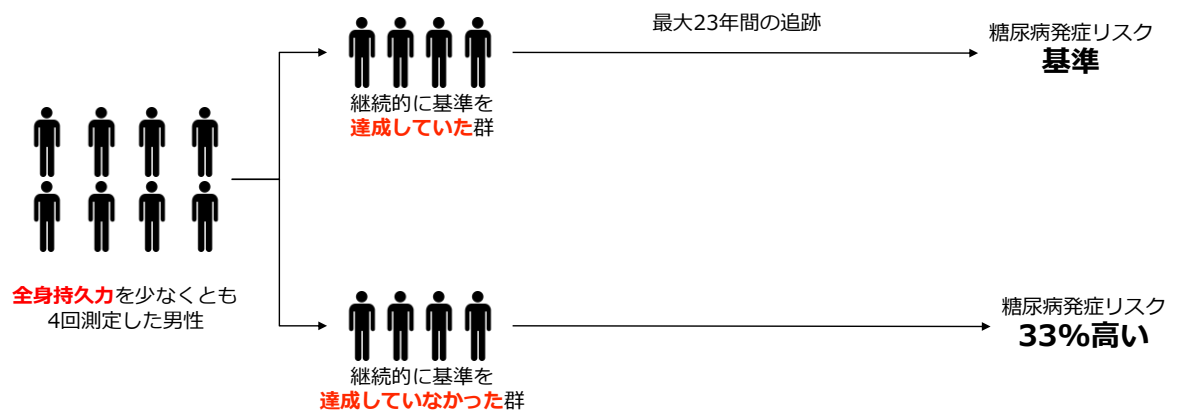 全身持久力を少なくとも
4回測定した男性
継続的に基準を
達成していた群
最大23年間の追跡
糖尿病発症リスク
基準
継続的に基準を
達成していなかった群
糖尿病発症リスク
33%高い